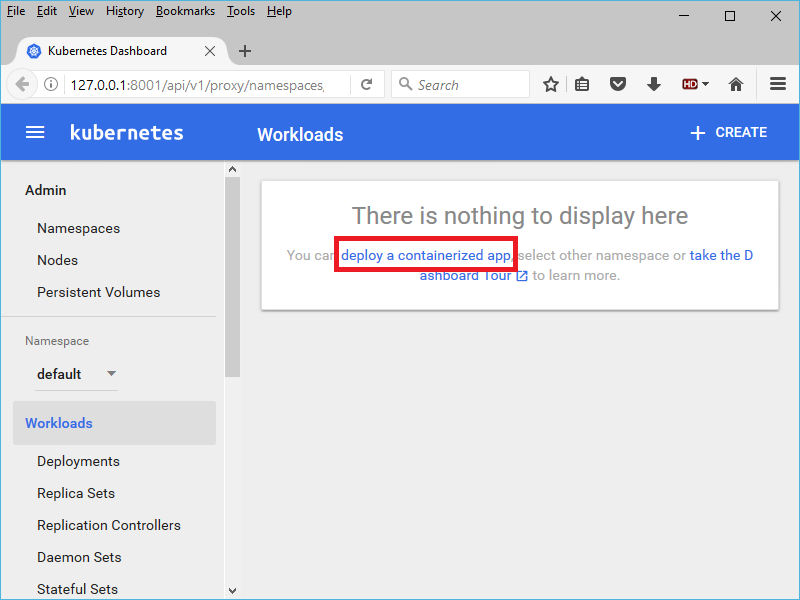 File Edit View History Bookmarks Tools Help
Kubernetes Dashboard
127.0.0.1:8001/api/v1/proxy/namespaces
Search
HD
kubernetes
Workloads
CREATE
Admin
Namespaces
Nodes
Persistent Volumes
Namespace
default
Workloads
Deployments
Replica Sets
Replication Controllers
Daemon Sets
Stateful Sets
There is nothing to display here
You can deploy a containerized app, select other namespace or take the D
ashboard Tour to learn more.